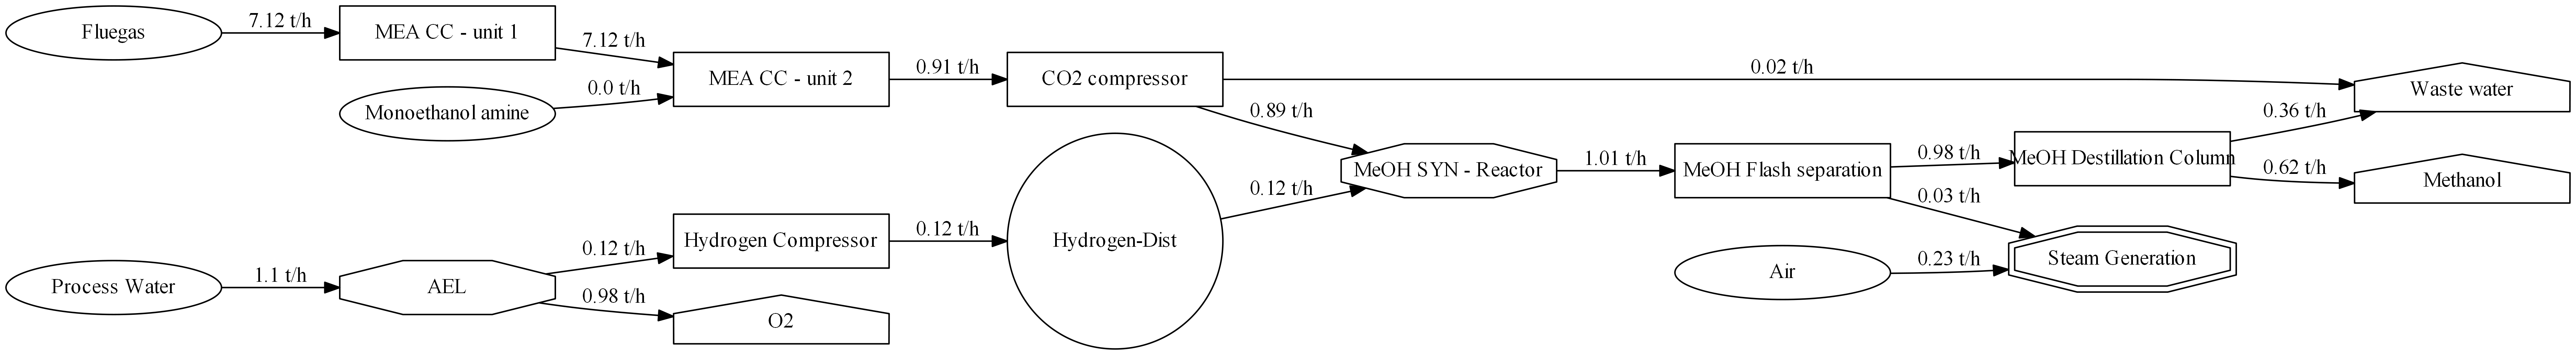 Fluegas
7.12 t/h
MEA CC - unit 1
7.12 t/h
Monoethanol amine
0.0 t/h
MEA CC - unit 2
0.91 t/h
CO2 compressor
0.02 t/h
0.89 t/h
Waste water
Process Water
1.1 t/h
AEL
0.12 t/h
0.98 t/h
Hydrogen Compressor
0.12 t/h
O2
Hydrogen-Dist
0.12 t/h
MeOH SYN - Reactor
1.01 t/h
MeOH Flash separation
0.98 t/h
0.03 t/h
MeOH Destillation Column
0.36 t/h
0.62 t/h
Methanol
Air
0.23 t/h
Steam Generation